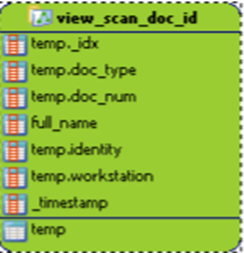 view_scan_doc_id
temp._idx
temp.doc_type
temp.doc_num
full_name
temp.identity
temp.workstation
_timestamp
temp